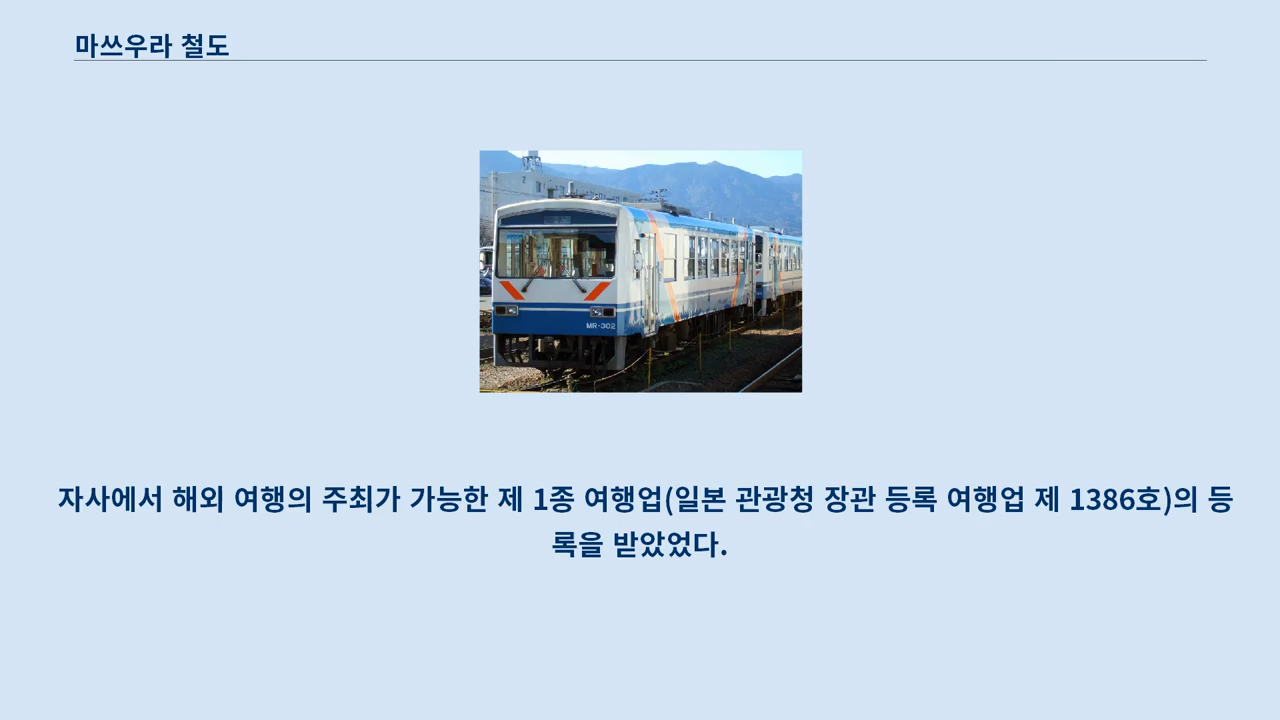 마쓰우라 철도
MR-302
자사에서 해외 여행의 주최가 가능한 제 1종 여행업(일본 관광청 장관 등록 여행업 제 1386호)의 등
록을 받았었다.